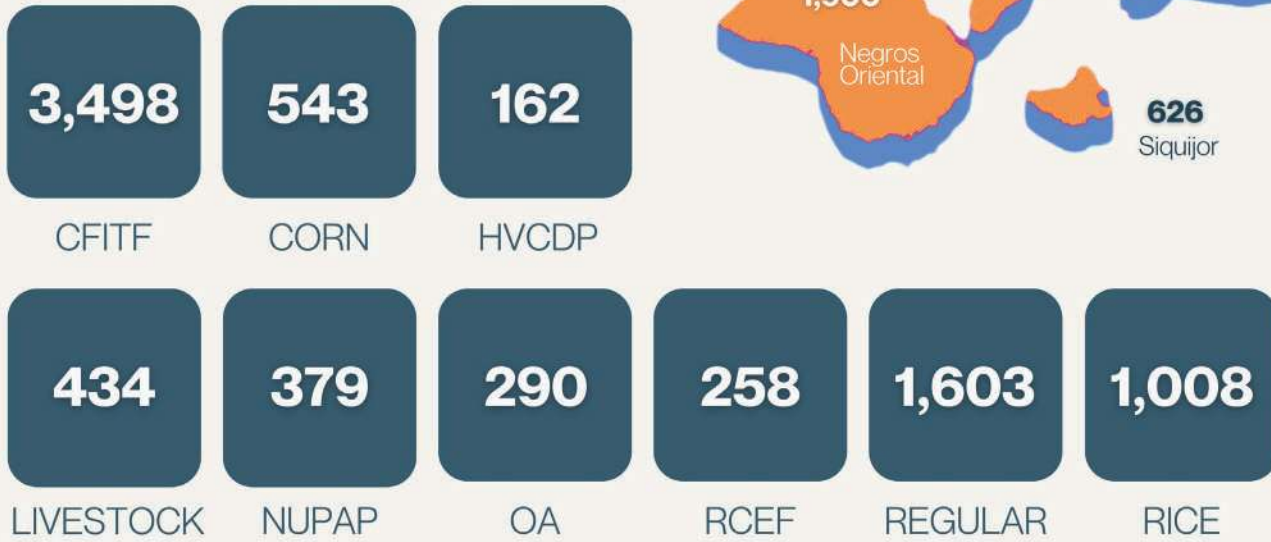 3,498 543 162
CFITF CORN HVCDP
Negros
Oriental
626
Siquijor
434 379 290 258 1,603 1,008
LIVESTOCK NUPAP OA RCEF REGULAR RICE